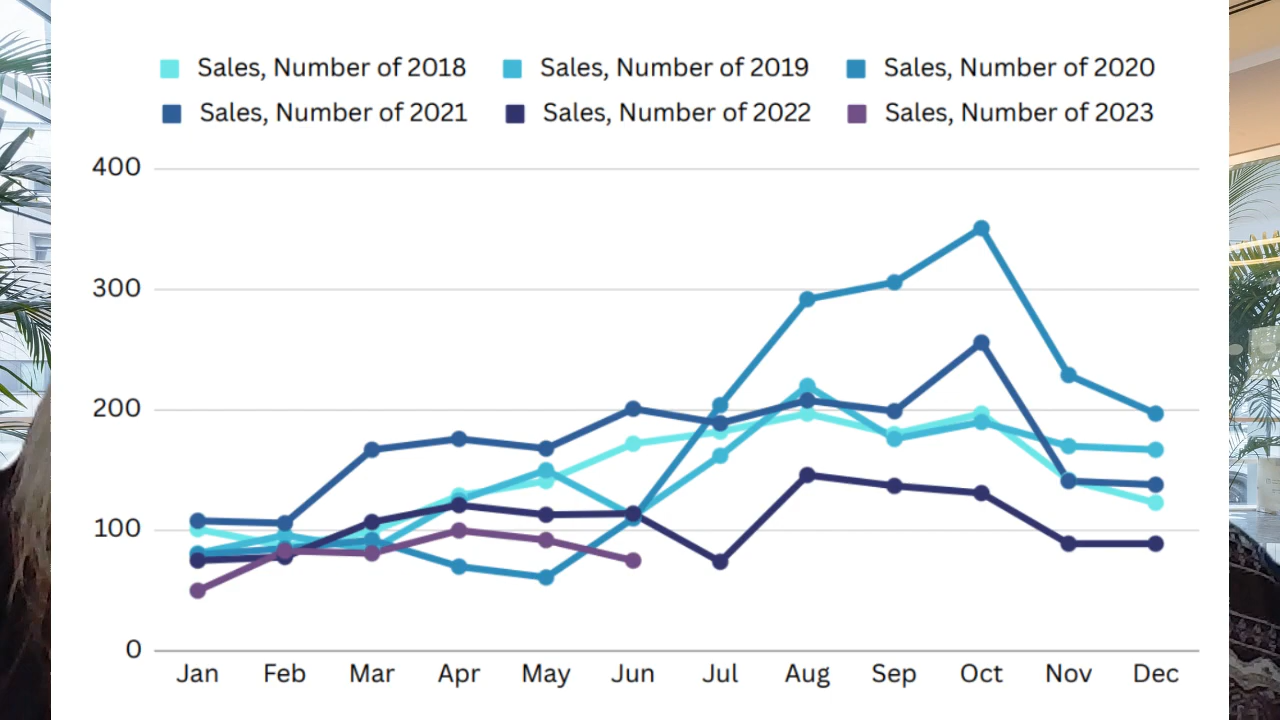 Sales, Number of 2018 Sales, Number of 2019 Sales, Number of 2020
Sales, Number of 2021 Sales, Number of 2022 Sales, Number of 2023
400
300
200
100
0
Jan Feb Mar Apr May Jun Jul Aug Sep Oct Nov Dec